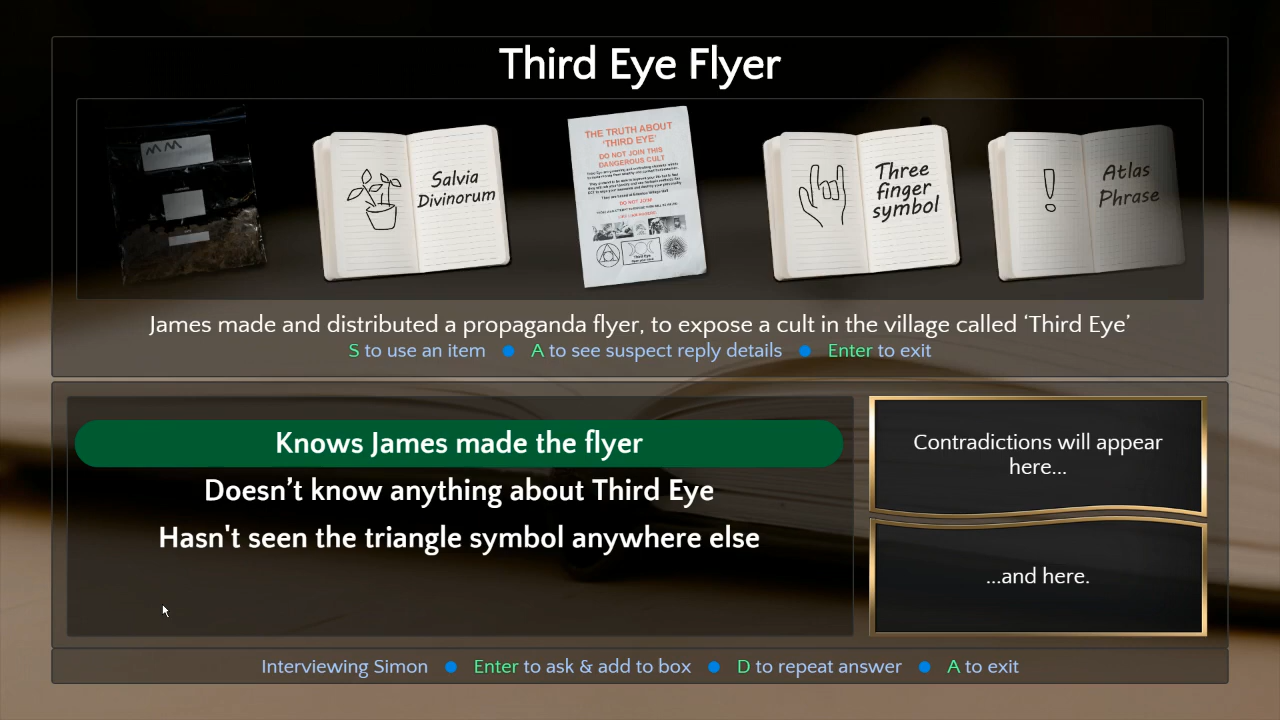 Third Eye Flyer
MM
Salvia
Divinorum
THE TRUTH ABOUT
'THIRD EYE'
DO NOT JOIN THIS
DANGEROUS CULT
DO NOT JOIN!
Three
finger
symbol
!
Atlas
Phrase
James made and distributed a propaganda flyer, to expose a cult in the village called ‘Third Eye’
S to use an item ● A to see suspect reply details ● Enter to exit
Knows James made the flyer
Doesn’t know anything about Third Eye
Hasn't seen the triangle symbol anywhere else
Contradictions will appear
here...
...and here.
Interviewing Simon ● Enter to ask & add to box ● D to repeat answer ● A to exit